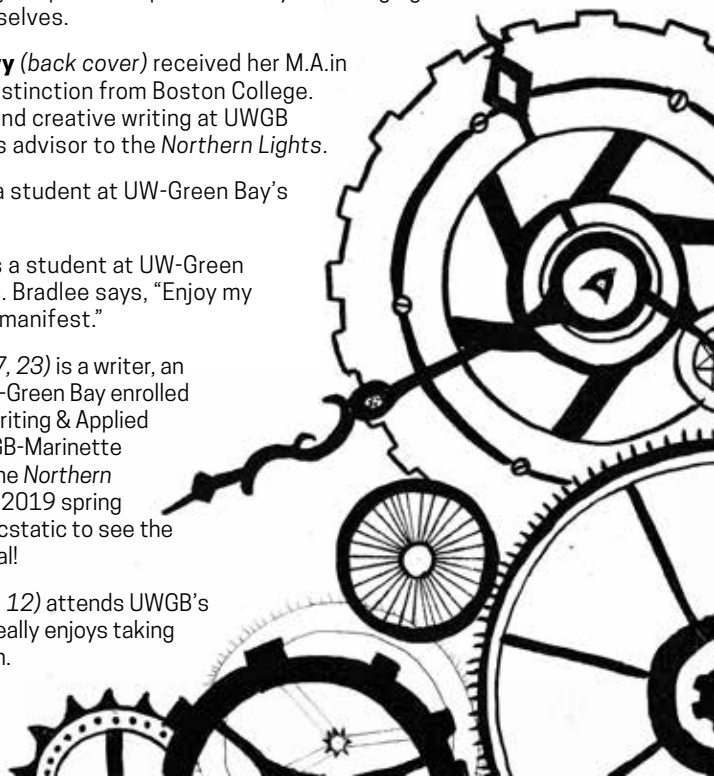 selves.
y (back cover) received her M.A.in
stinction from Boston College.
nd creative writing at UWGB
s advisor to the Northern Lights.
a student at UW-Green Bay's
s a student at UW-Green
. Bradlee says, “Enjoy my
manifest.”
7, 23) is a writer, an
-Green Bay enrolled
riting & Applied
GB-Marinette
he Northern
2019 spring
cstatic to see the
al!
, 12) attends UWGB's
eally enjoys taking
n.